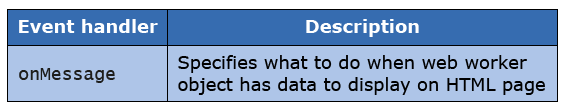 Event handler Description
onMessage Specifies what to do when web worker
object has data to display on HTML page